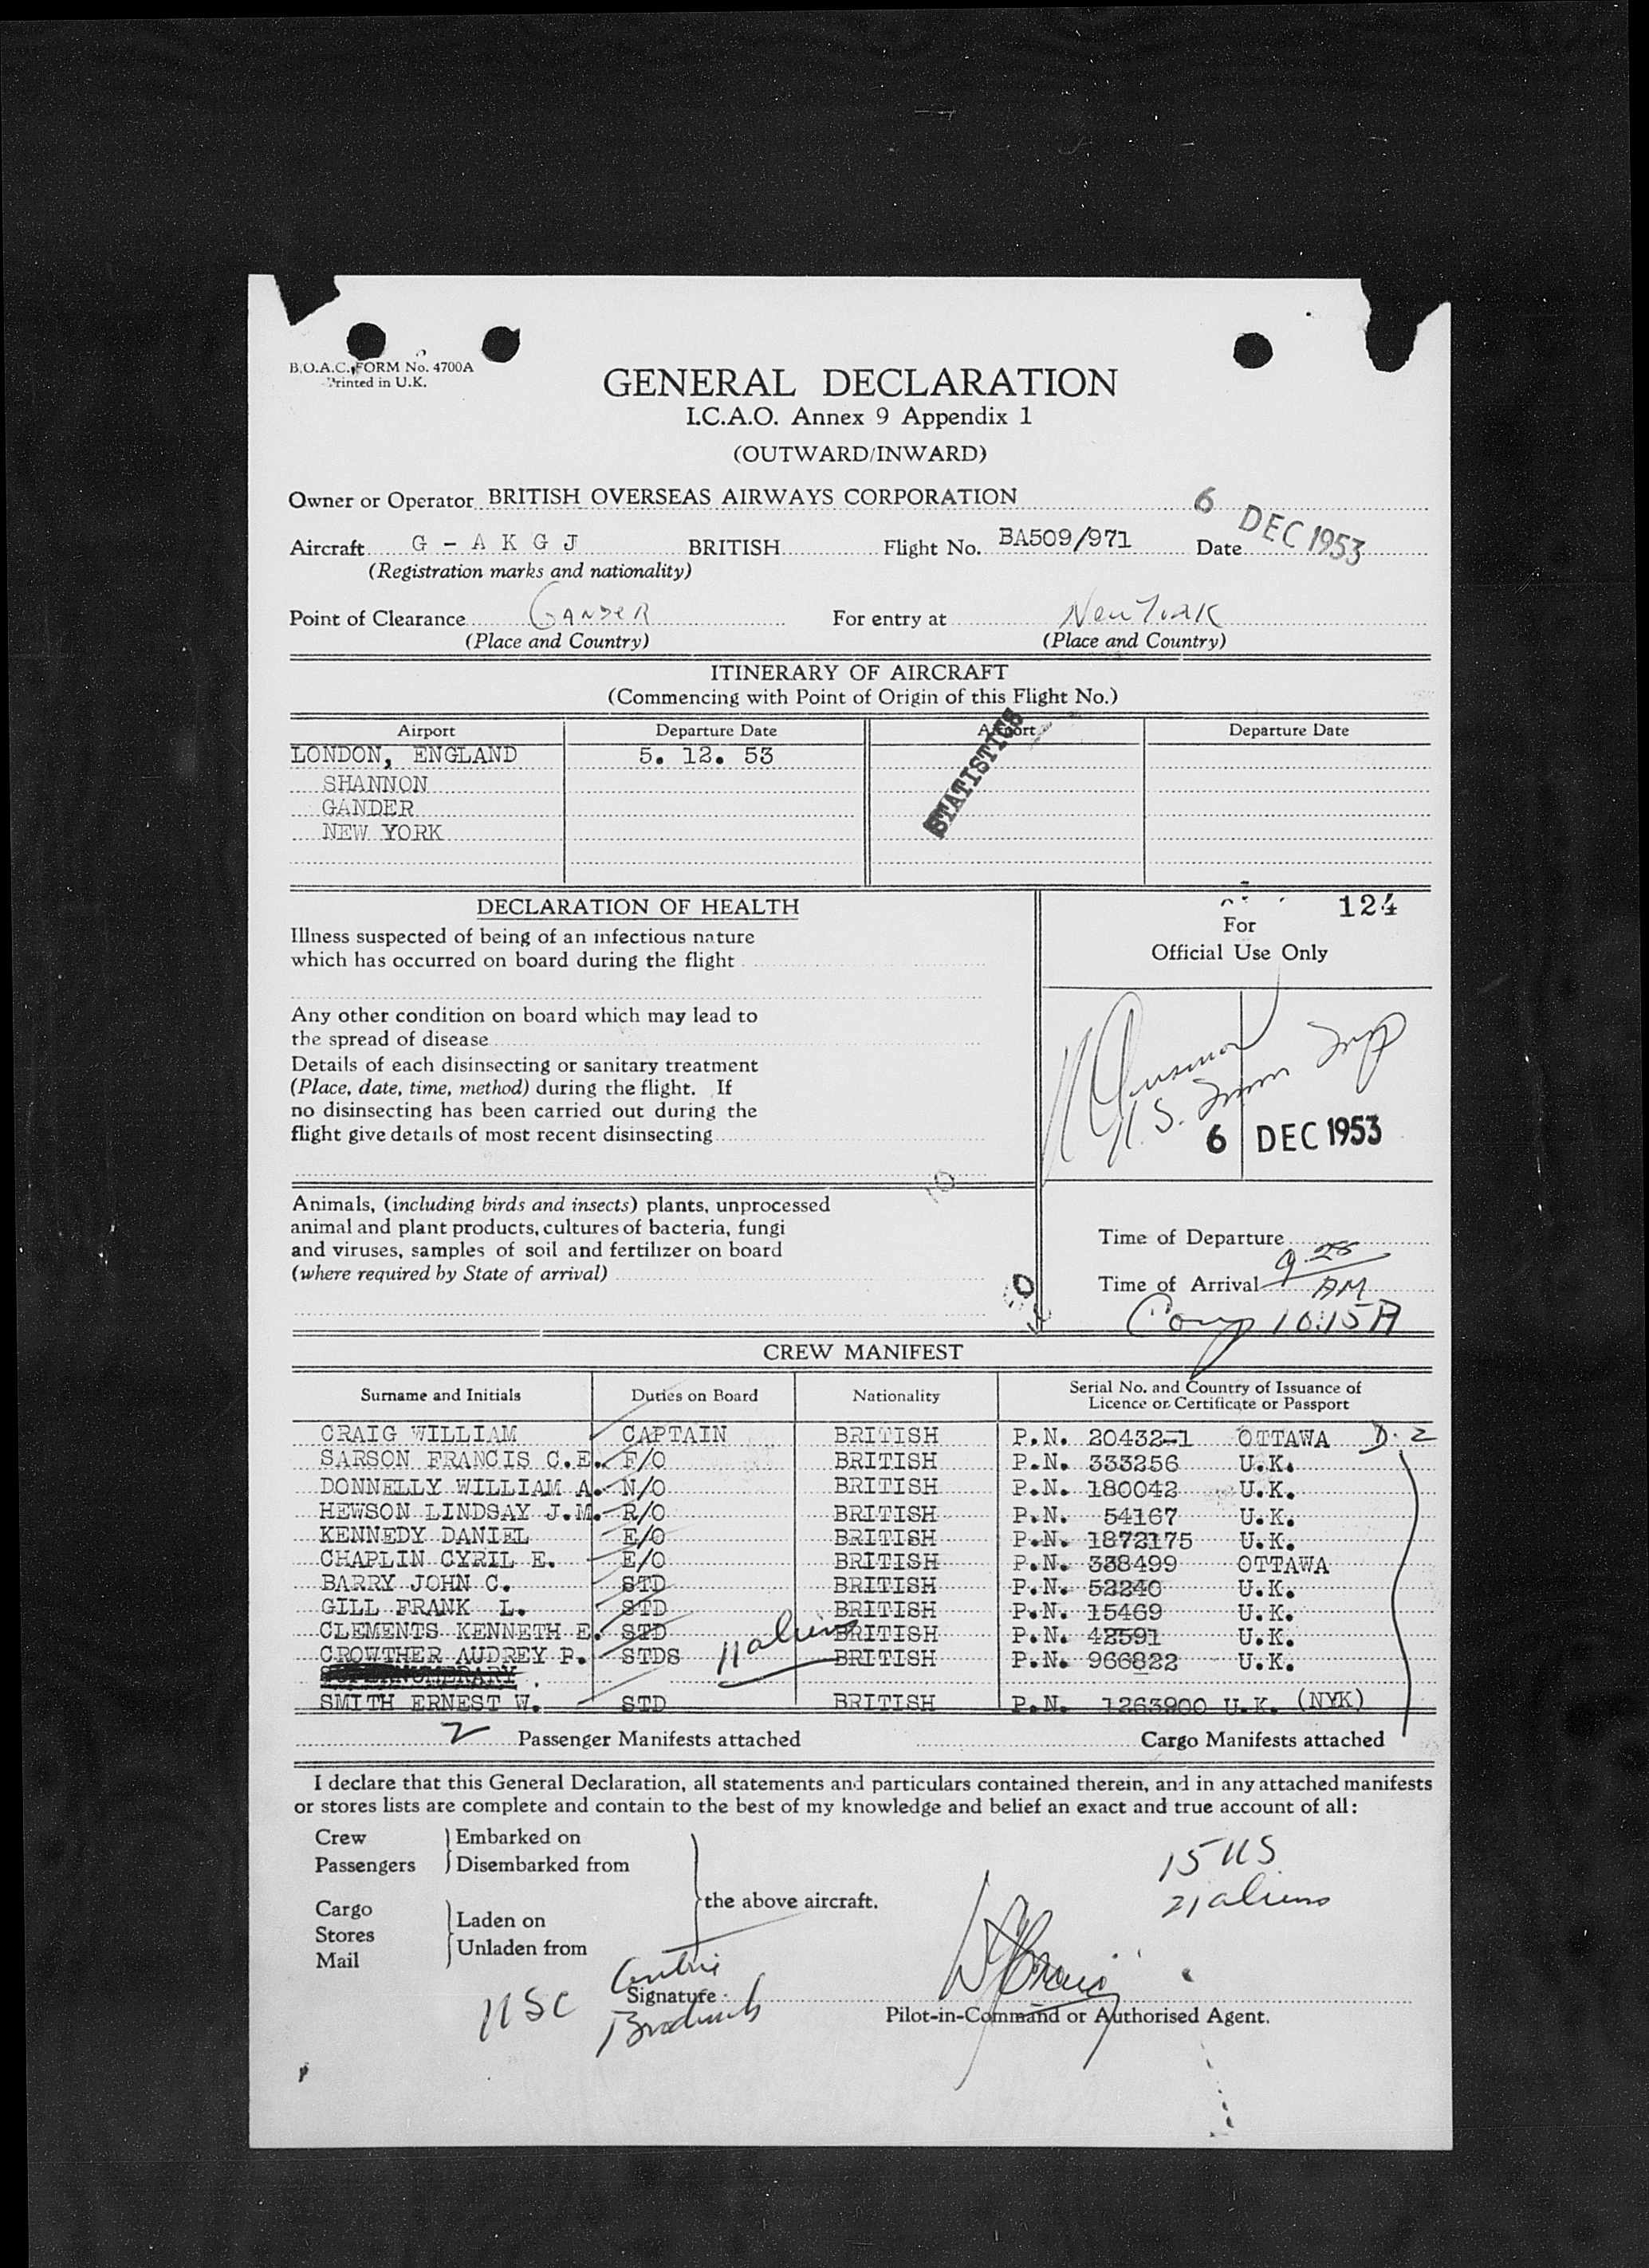 B.O.A.C. FORM No. 4700A
Printed in U.K.
GENERAL DECLARATION
I.C.A.O. Annex 9 Appendix 1
(OUTWARD/INWARD)
Owner or Operator BRITISH OVERSEAS AIRWAYS CORPORATION
6 DEC 1953
Aircraft G - A K G J BRITISH Flight No. BA509/971 Date
(Registration marks and nationality)
Point of Clearance GANDER For entry at New York
(Place and Country) (Place and Country)
ITINERARY OF AIRCRAFT
(Commencing with Point of Origin of this Flight No.)
Airport Departure Date Airport Departure Date
STATISTICS
LONDON, ENGLAND 5. 12. 53
SHANNON
GANDER
NEW YORK
DECLARATION OF HEALTH
124
For
Official Use Only
Illness suspected of being of an infectious nature
which has occurred on board during the flight
Any other condition on board which may lead to
the spread of disease
Details of each disinsecting or sanitary treatment
(Place, date, time, method) during the flight. If
no disinsecting has been carried out during the
flight give details of most recent disinsecting
U.S. Imm Insp
6 DEC 1953
10
Animals, (including birds and insects) plants, unprocessed
animal and plant products, cultures of bacteria, fungi
and viruses, samples of soil and fertilizer on board
(where required by State of arrival)
Time of Departure
Time of Arrival 9.25 AM
Comp 10:15 A
CREW MANIFEST
Surname and Initials Duties on Board Nationality Serial No. and Country of Issuance of Licence or Certificate or Passport
CRAIG WILLIAM CAPTAIN BRITISH P.N. 20432-1 OTTAWA D.2
SARSON FRANCIS C.E. F/O BRITISH P.N. 333256 U.K.
DONNELLY WILLIAM A. N/O BRITISH P.N. 180042 U.K.
HEWSON LINDSAY J.M. R/O BRITISH P.N. 54167 U.K.
KENNEDY DANIEL E/O BRITISH P.N. 1872175 U.K.
CHAPLIN CYRIL E. E/O BRITISH P.N. 338499 OTTAWA
BARRY JOHN C. STD BRITISH P.N. 52240 U.K.
GILL FRANK L. STD BRITISH P.N. 15469 U.K.
CLEMENTS KENNETH E. STD BRITISH P.N. 42591 U.K.
CROWTHER AUDREY P. STDS BRITISH P.N. 966822 U.K.
11 aliens
SUPERNUMERARY
SMITH ERNEST W. STD BRITISH P.N. 1263900 U.K. (NYK)
2 Passenger Manifests attached Cargo Manifests attached
I declare that this General Declaration, all statements and particulars contained therein, and in any attached manifests
or stores lists are complete and contain to the best of my knowledge and belief an exact and true account of all:
Crew Embarked on
Passengers Disembarked from
the above aircraft.
Cargo Laden on
Stores
Mail Unladen from
15 US
21 aliens
Signature
Pilot-in-Command or Authorised Agent.